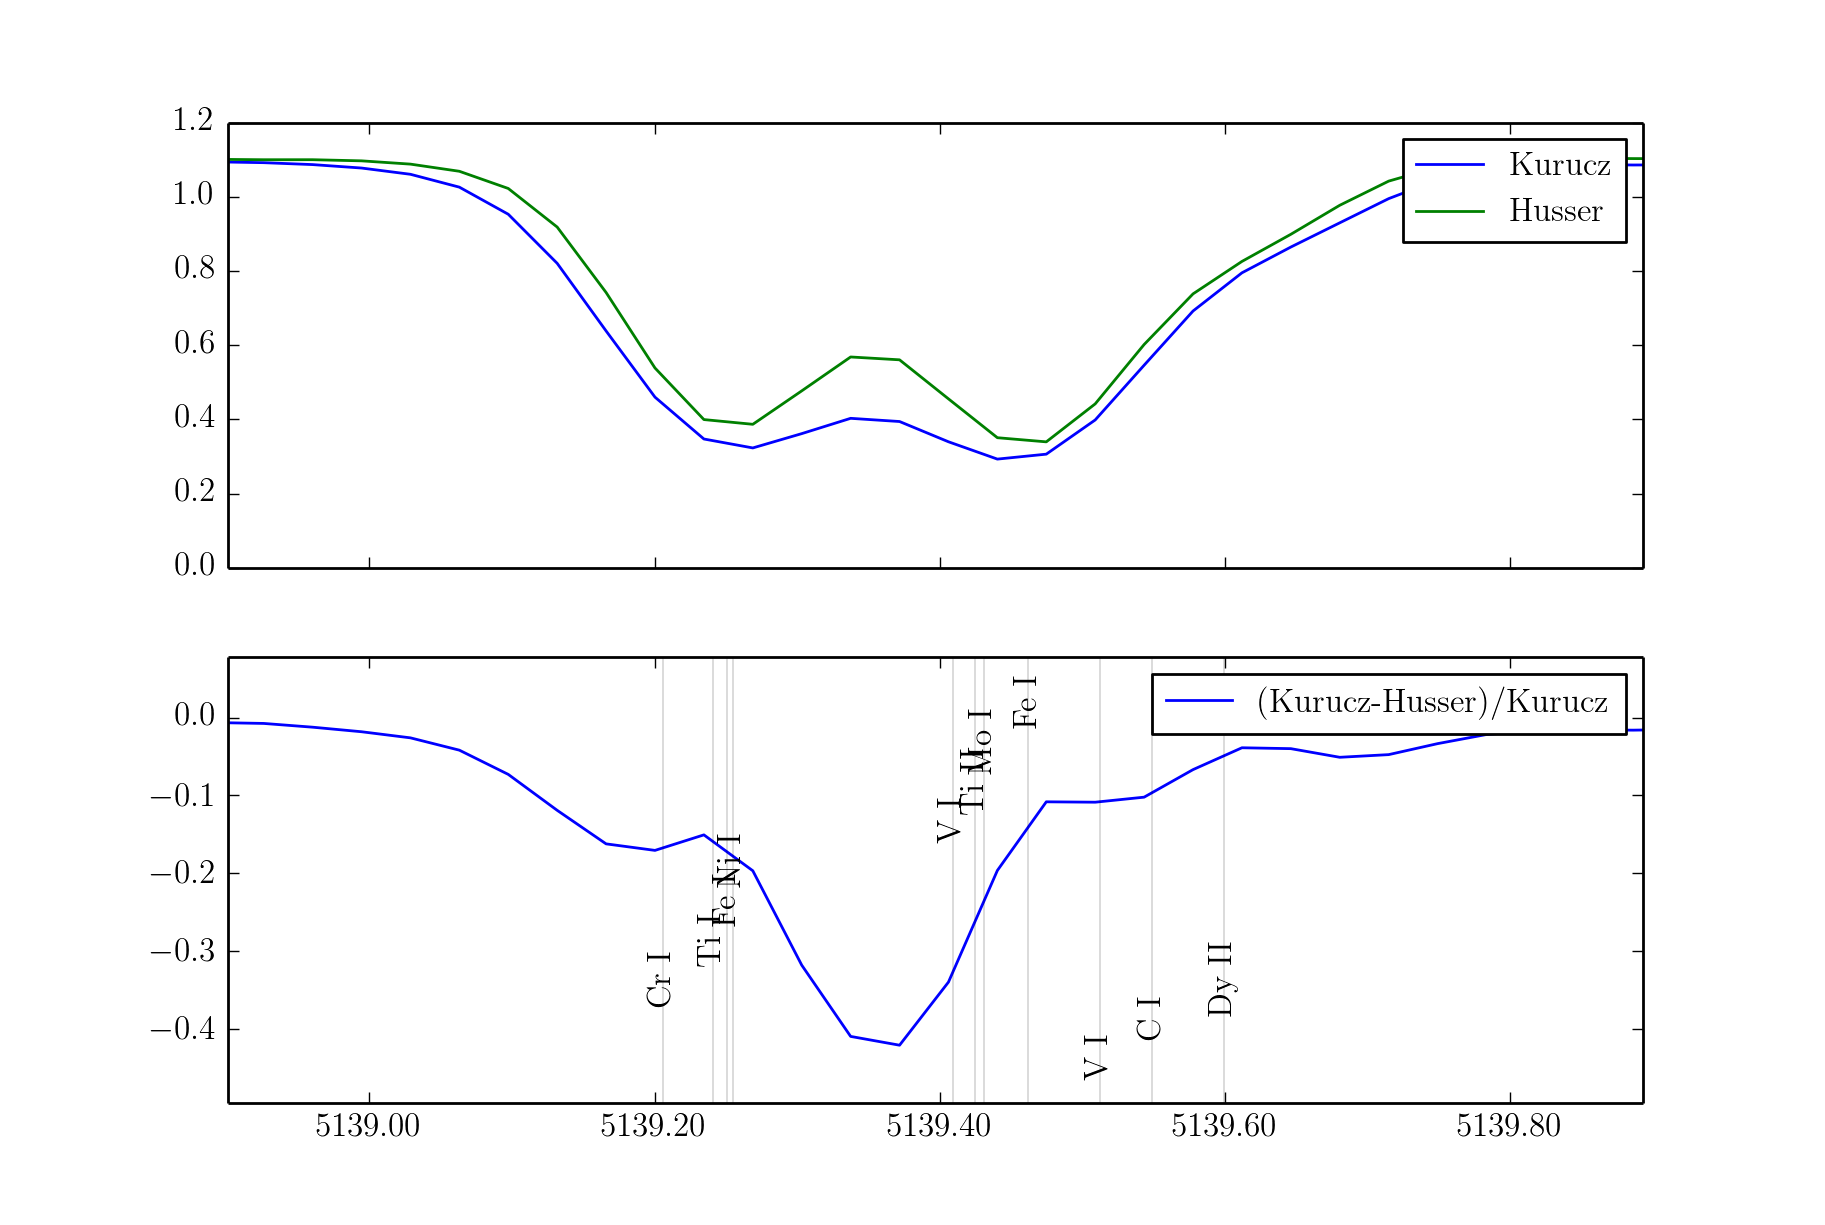 1.2
1.0
0.8
0.6
0.4
0.2
0.0
Kurucz
Husser
0.0
−0.1
−0.2
−0.3
−0.4
(Kurucz-Husser)/Kurucz
Cr I
Ti I
Fe I
Ni I
V I
Ti II
Mo I
Fe I
V I
C I
Dy II
5139.00 5139.20 5139.40 5139.60 5139.80